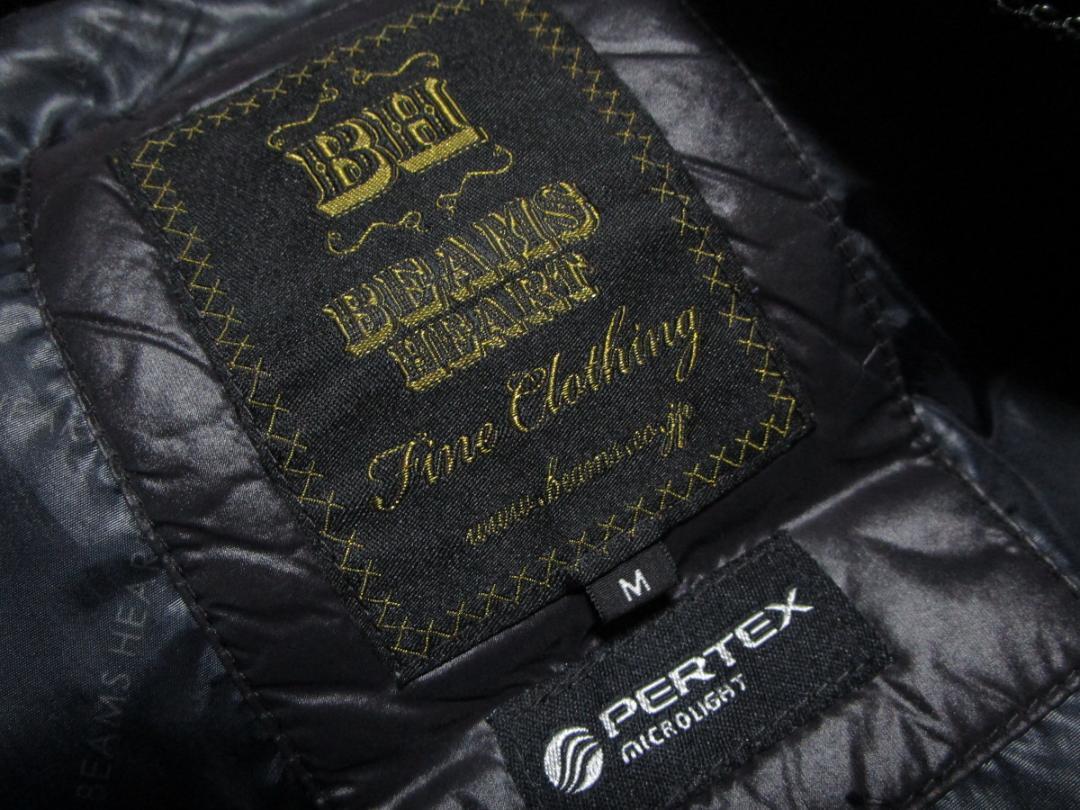 BH
BEAMS
HEART
Fine Clothing
www.beams.co.jp
M
PERTEX
MICROLIGHT
BEAMS HEAR